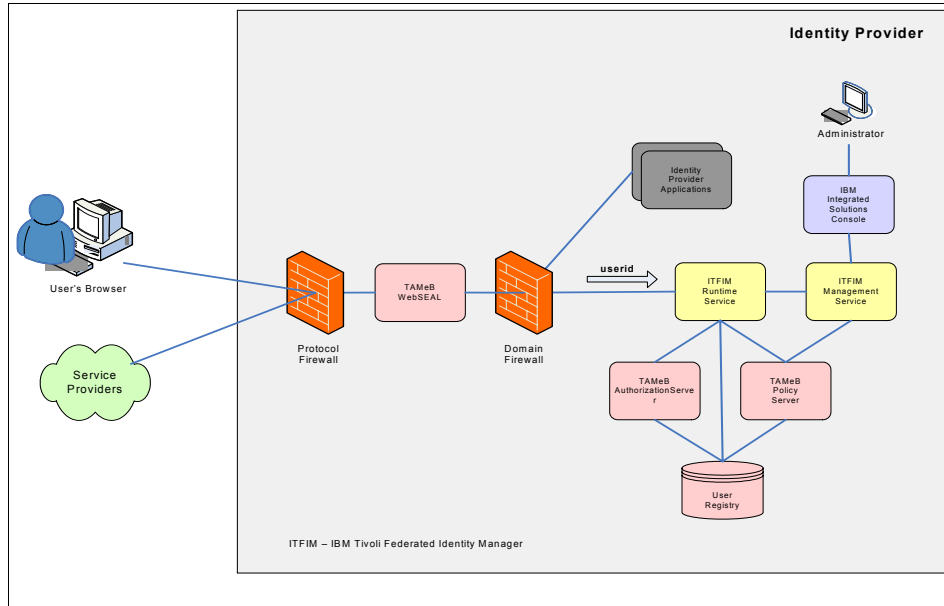 Identity Provider
Administrator
Identity
Provider
Applications
IBM
Integrated
Solutions
Console
User's Browser
userid
TAMeB
WebSEAL
ITFIM
Runtime
Service
ITFIM
Management
Service
Protocol
Firewall
Domain
Firewall
Service
Providers
TAMeB
AuthorizationServe
r
TAMeB
Policy
Server
User
Registry
ITFIM – IBM Tivoli Federated Identity Manager